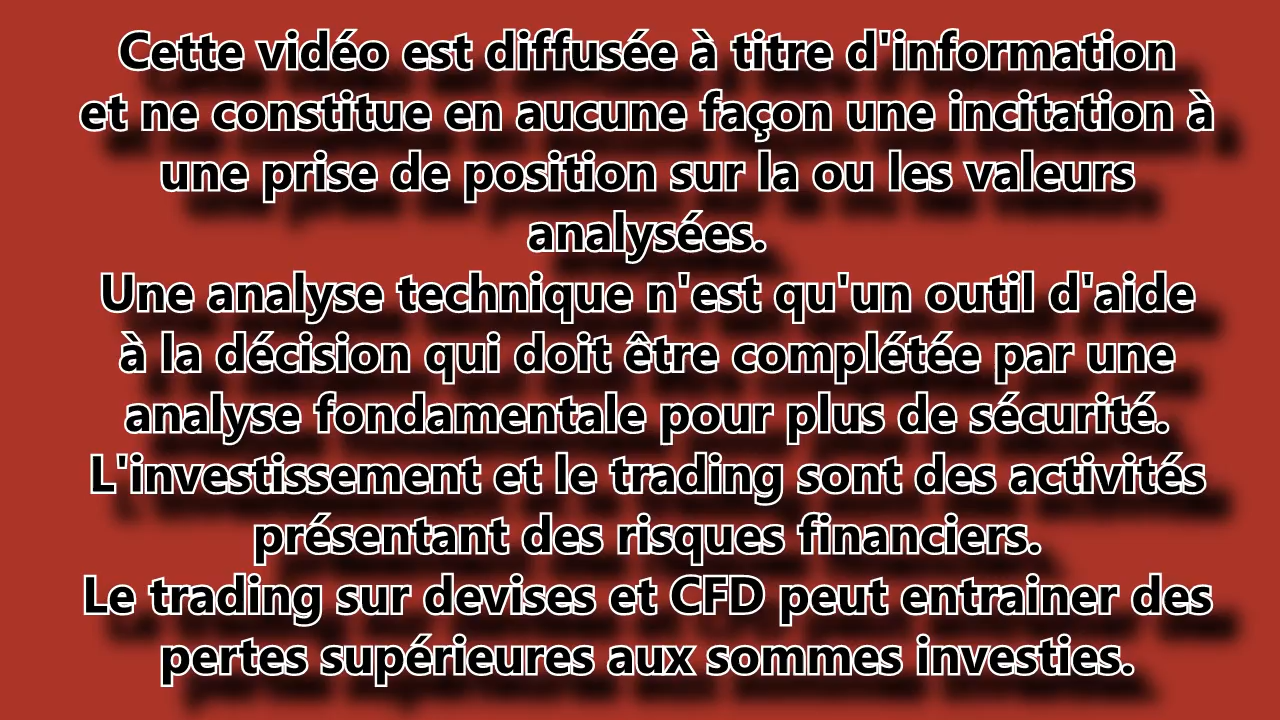 Cette vidéo est diffusée à titre d'information
et ne constitue en aucune façon une incitation à
une prise de position sur la ou les valeurs
analysées.
Une analyse technique n'est qu'un outil d'aide
à la décision qui doit être complétée par une
analyse fondamentale pour plus de sécurité.
L'investissement et le trading sont des activités
présentant des risques financiers.
Le trading sur devises et CFD peut entrainer des
pertes supérieures aux sommes investies.